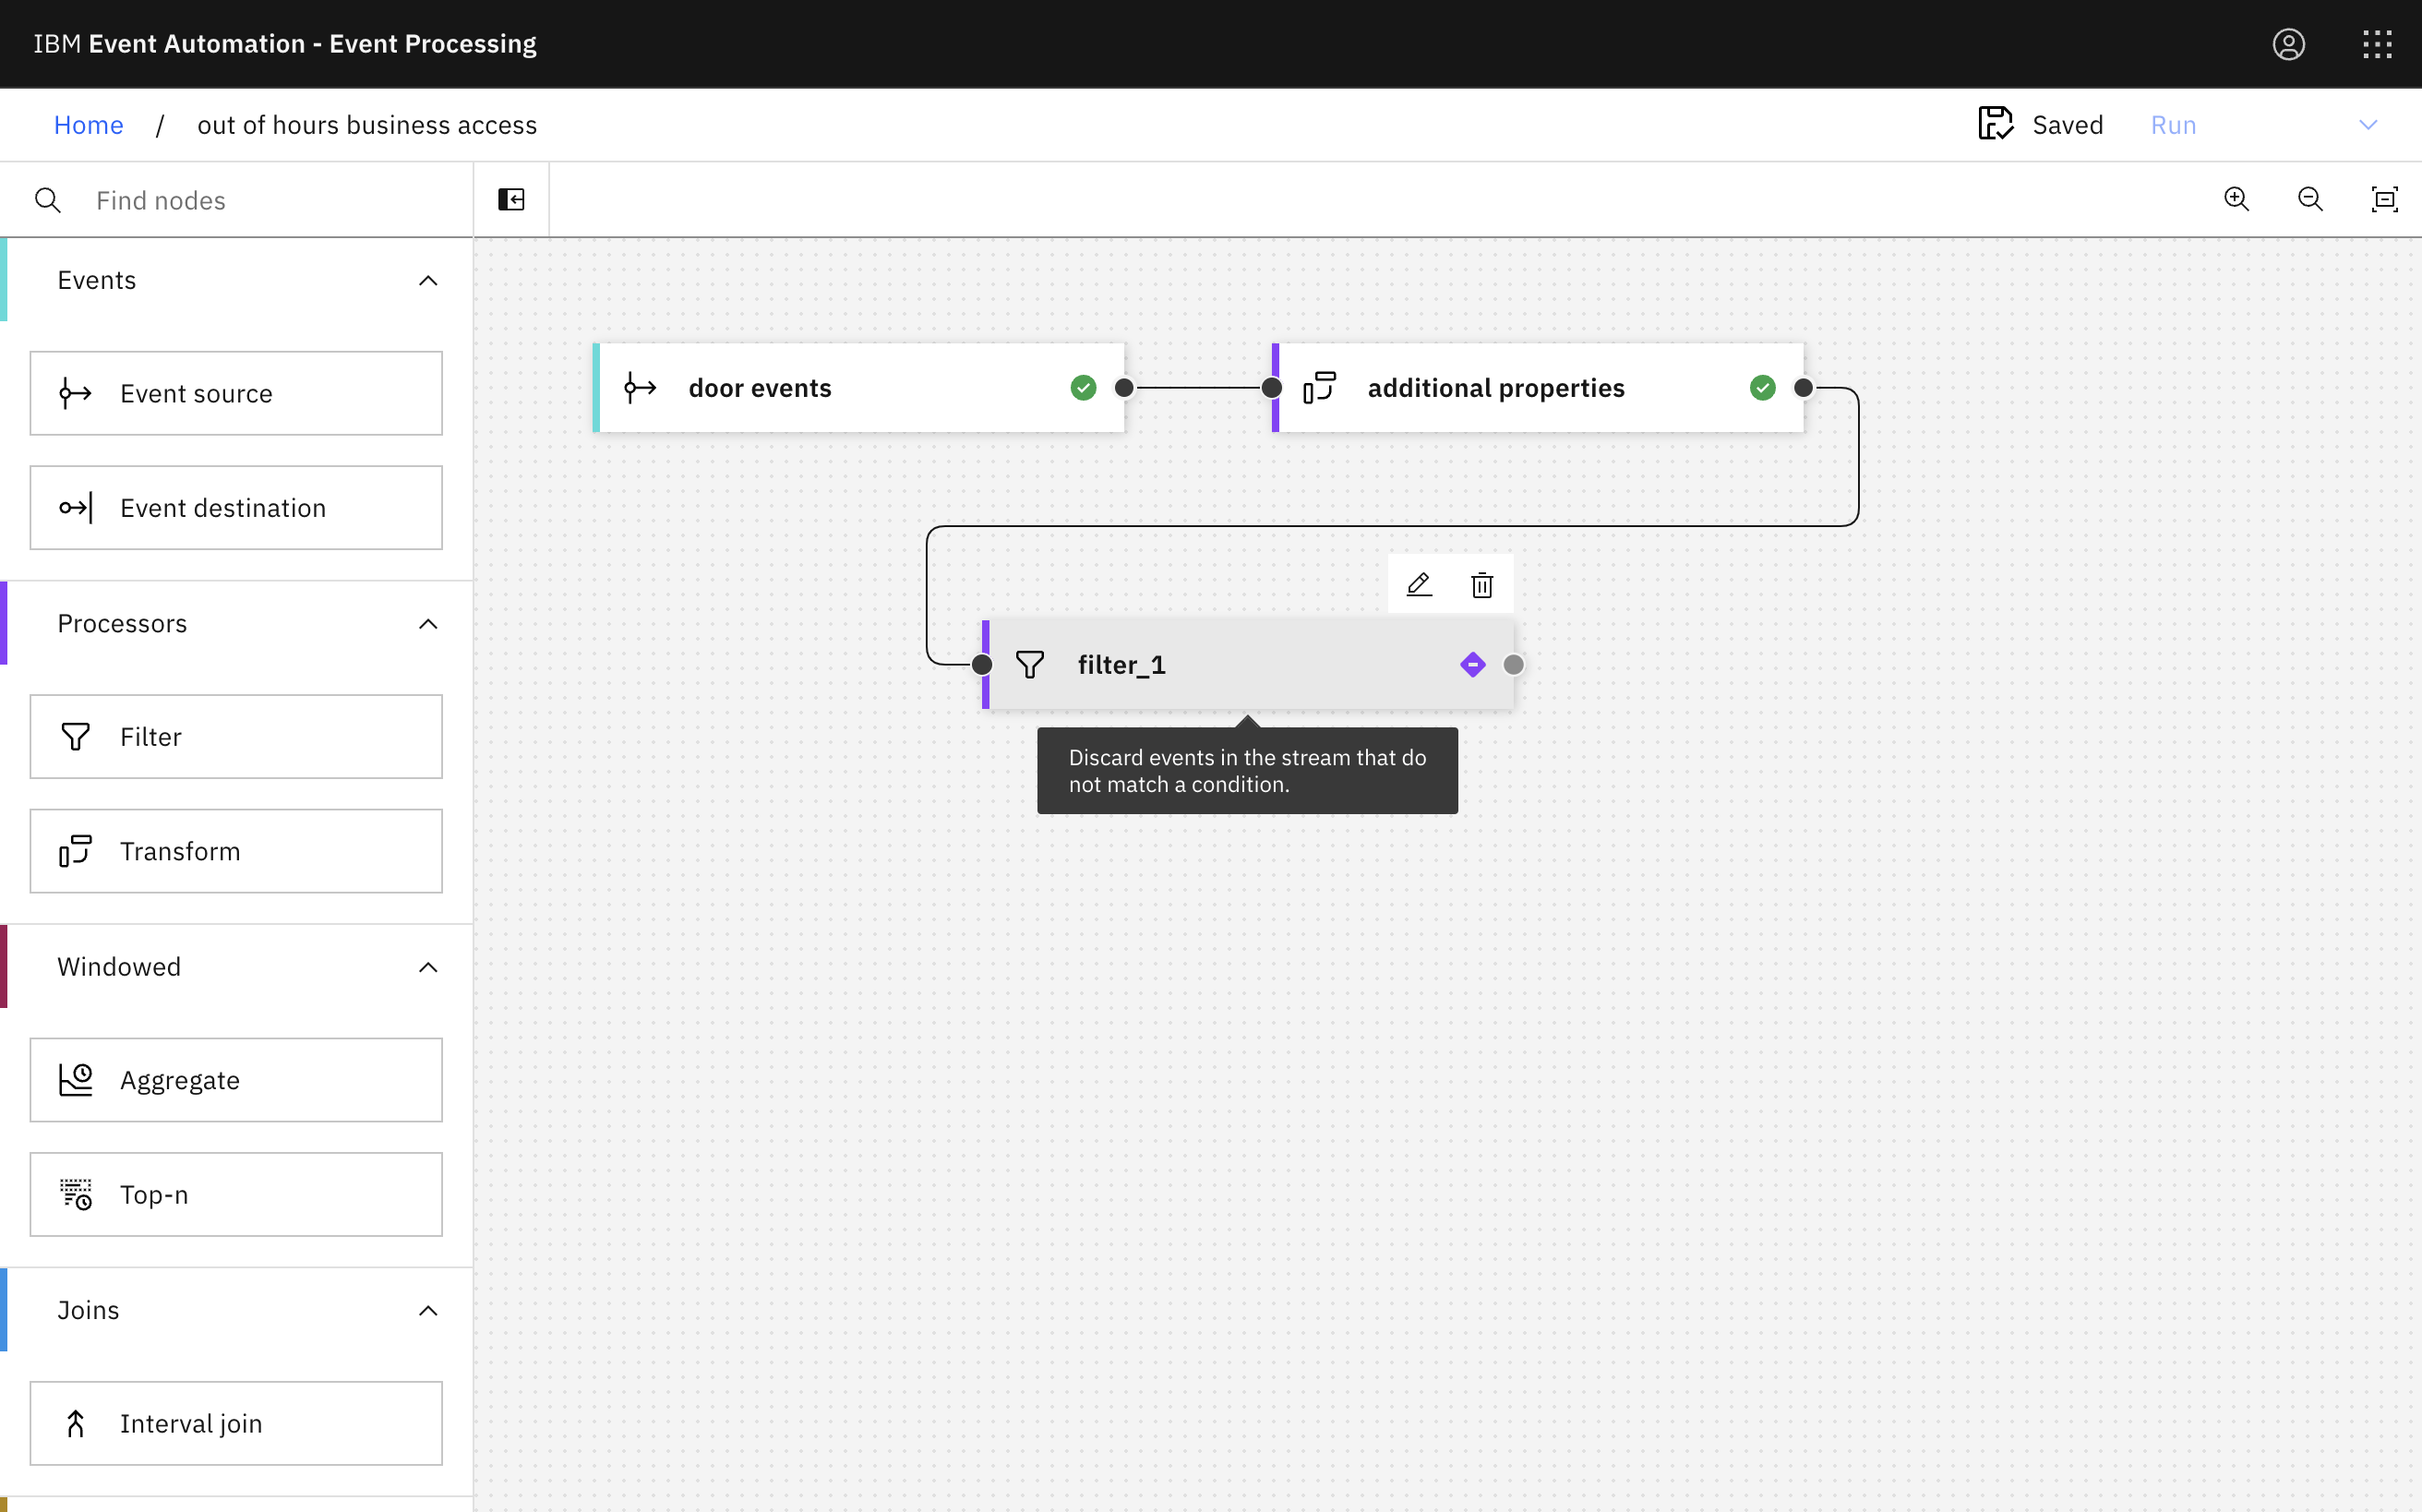 IBM Event Automation - Event Processing
Home / out of hours business access
Saved
Run
Find nodes
Events
Event source
Event destination
Processors
Filter
Transform
Windowed
Aggregate
Top-n
Joins
Interval join
door events
additional properties
filter_1
Discard events in the stream that do
not match a condition.